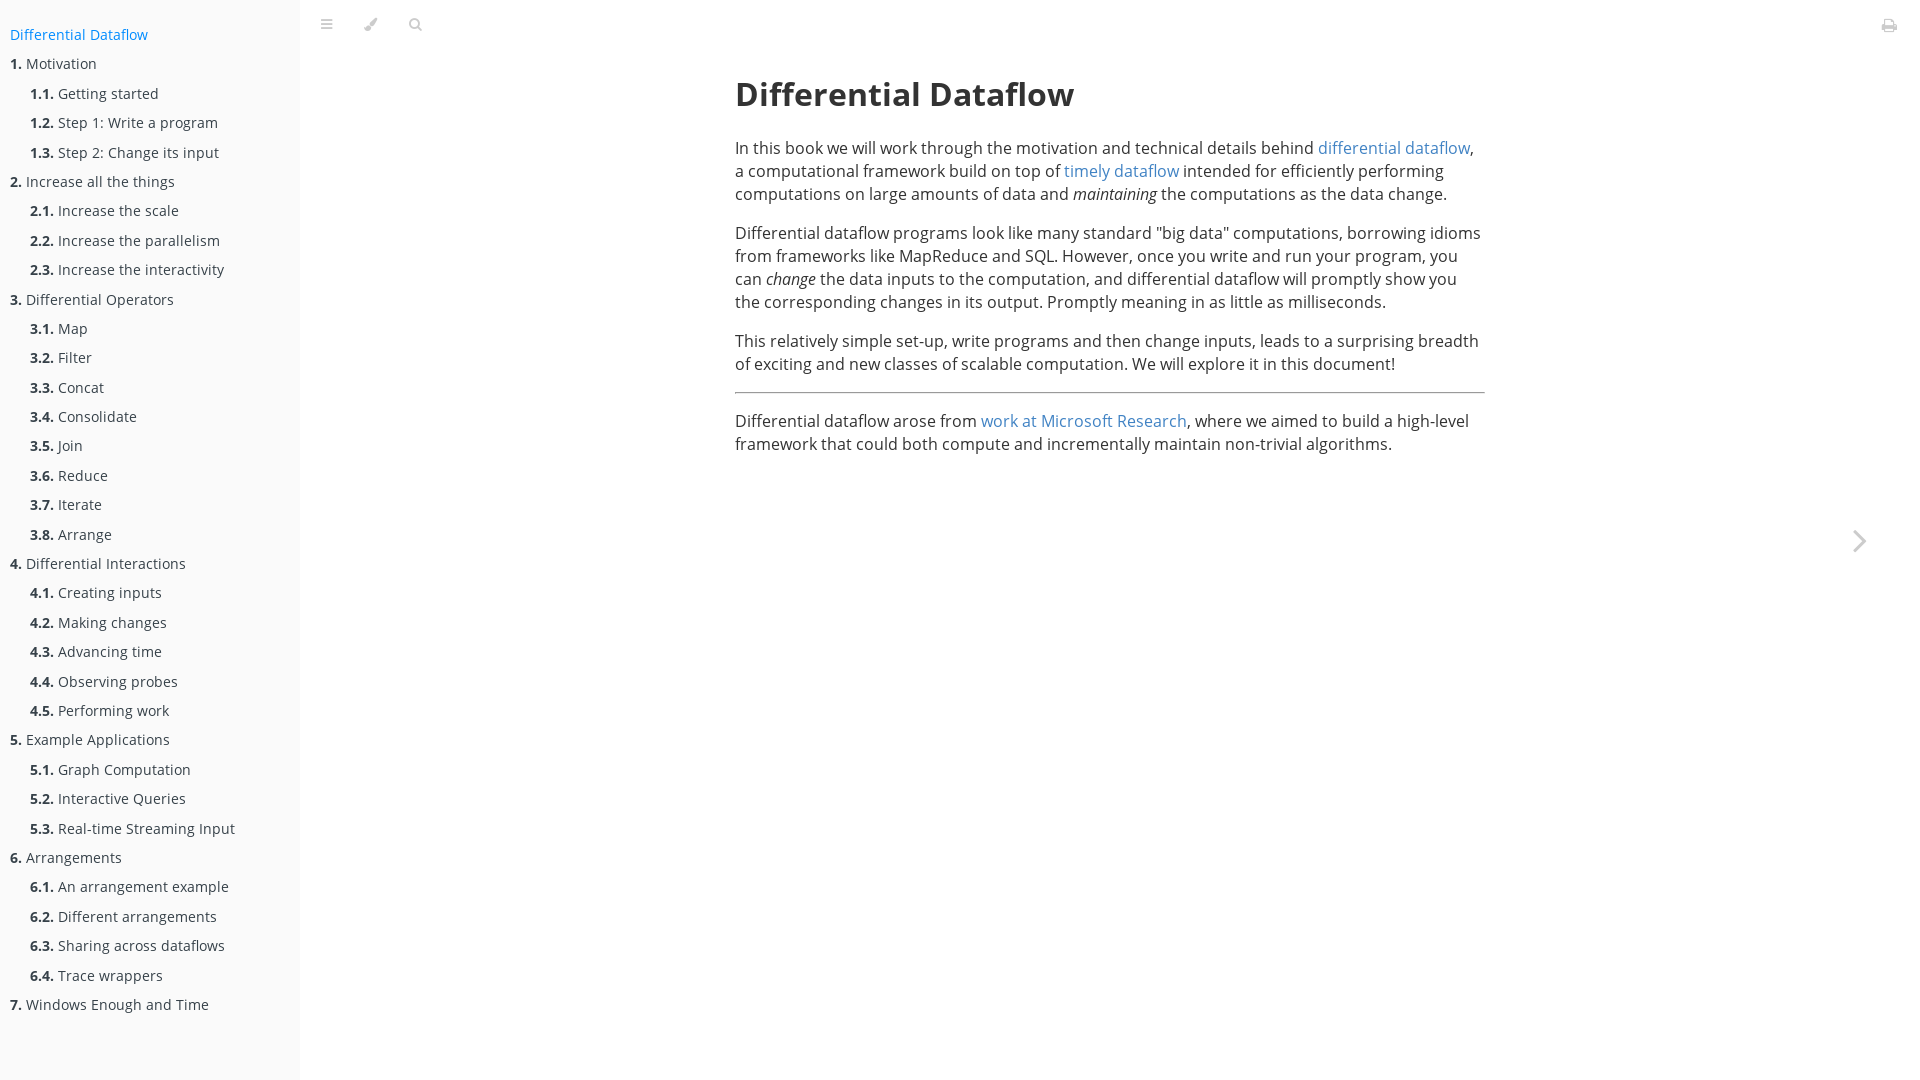 Differential Dataflow
1. Motivation
1.1. Getting started
1.2. Step 1: Write a program
1.3. Step 2: Change its input
2. Increase all the things
2.1. Increase the scale
2.2. Increase the parallelism
2.3. Increase the interactivity
3. Differential Operators
3.1. Map
3.2. Filter
3.3. Concat
3.4. Consolidate
3.5. Join
3.6. Reduce
3.7. Iterate
3.8. Arrange
4. Differential Interactions
4.1. Creating inputs
4.2. Making changes
4.3. Advancing time
4.4. Observing probes
4.5. Performing work
5. Example Applications
5.1. Graph Computation
5.2. Interactive Queries
5.3. Real-time Streaming Input
6. Arrangements
6.1. An arrangement example
6.2. Different arrangements
6.3. Sharing across dataflows
6.4. Trace wrappers
7. Windows Enough and Time
Differential Dataflow
In this book we will work through the motivation and technical details behind differential dataflow,
a computational framework build on top of timely dataflow intended for efficiently performing
computations on large amounts of data and maintaining the computations as the data change.
Differential dataflow programs look like many standard "big data" computations, borrowing idioms
from frameworks like MapReduce and SQL. However, once you write and run your program, you
can change the data inputs to the computation, and differential dataflow will promptly show you
the corresponding changes in its output. Promptly meaning in as little as milliseconds.
This relatively simple set-up, write programs and then change inputs, leads to a surprising breadth
of exciting and new classes of scalable computation. We will explore it in this document!
Differential dataflow arose from work at Microsoft Research, where we aimed to build a high-level
framework that could both compute and incrementally maintain non-trivial algorithms.